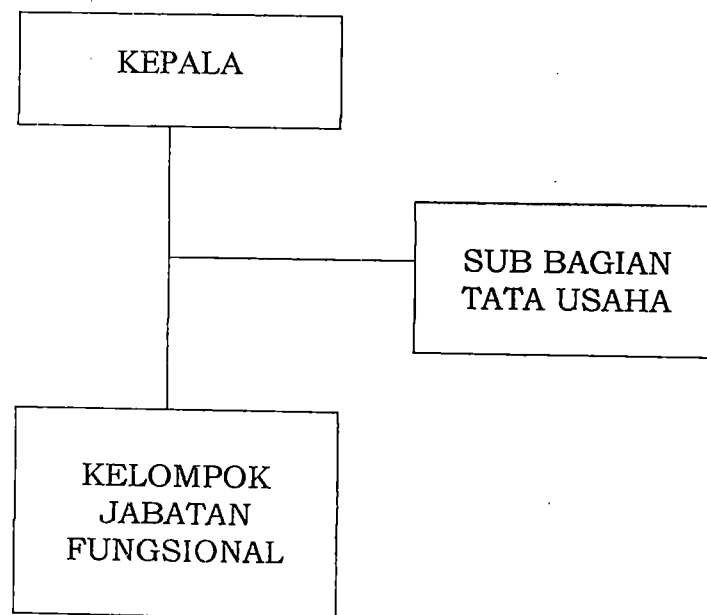 KEPALA
SUB BAGIAN
TATA USAHA
KELOMPOK
JABATAN
FUNGSIONAL